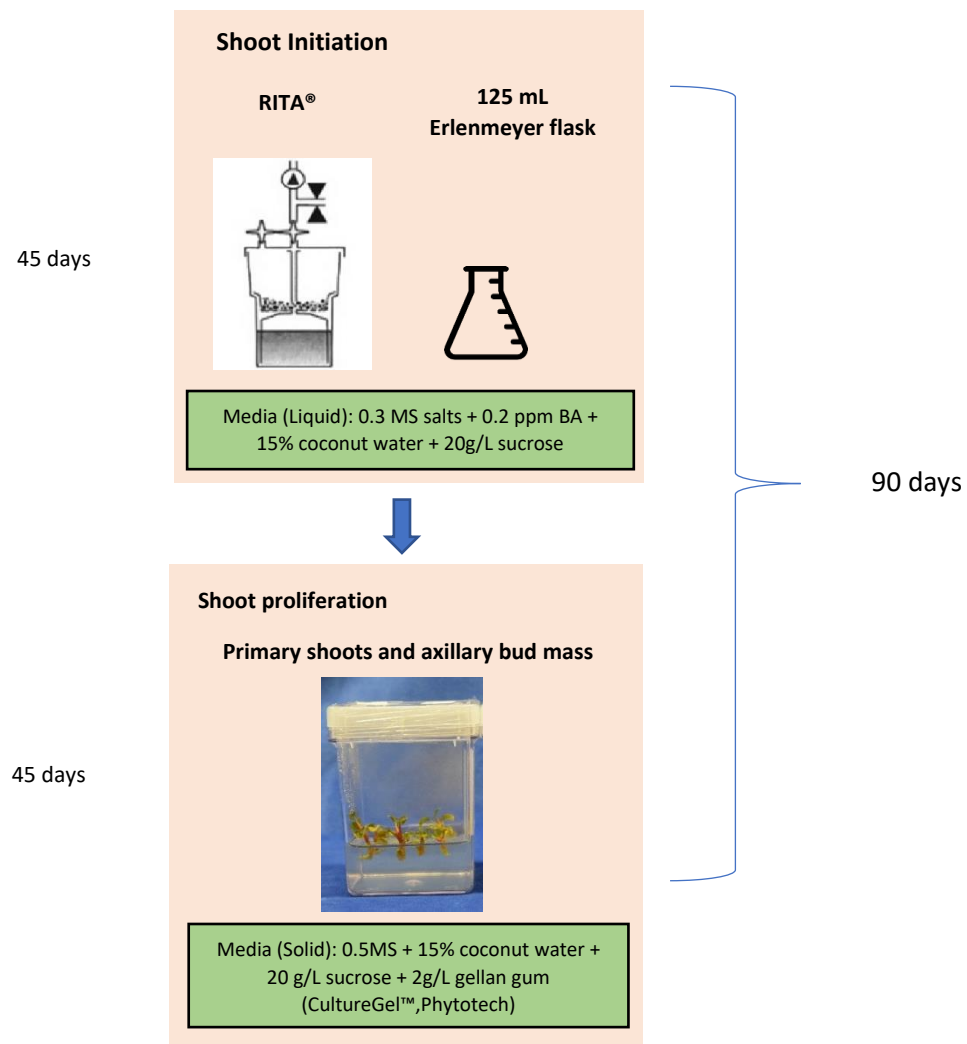 Shoot Initiation
RITA®
125 mL
Erlenmeyer flask
45 days
Media (Liquid): 0.3 MS salts + 0.2 ppm BA +
15% coconut water + 20g/L sucrose
90 days
Shoot proliferation
Primary shoots and axillary bud mass
45 days
Media (Solid): 0.5MS + 15% coconut water +
20 g/L sucrose + 2g/L gellan gum
(CultureGel™,Phytotech)